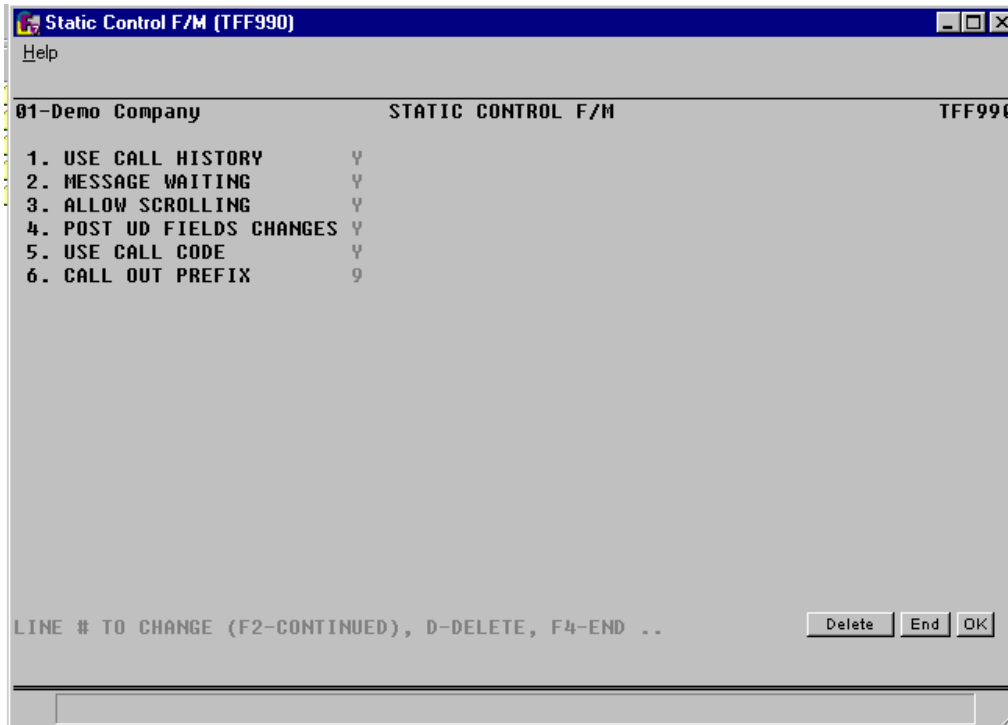 Static Control F/M (TFF990)
Help
01-Demo Company STATIC CONTROL F/M TFF990
1. USE CALL HISTORY Y
2. MESSAGE WAITING Y
3. ALLOW SCROLLING Y
4. POST UD FIELDS CHANGES Y
5. USE CALL CODE Y
6. CALL OUT PREFIX 9
LINE # TO CHANGE (F2-CONTINUED), D-DELETE, F4-END .. Delete End OK